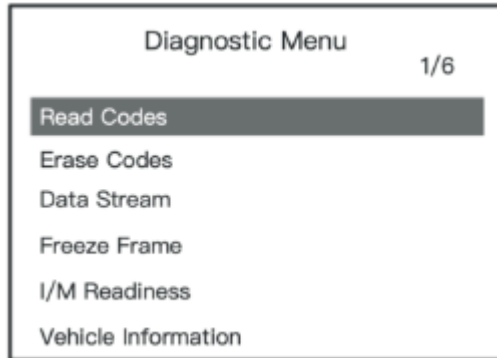 Diagnostic Menu
1/6
Read Codes
Erase Codes
Data Stream
Freeze Frame
I/M Readiness
Vehicle Information